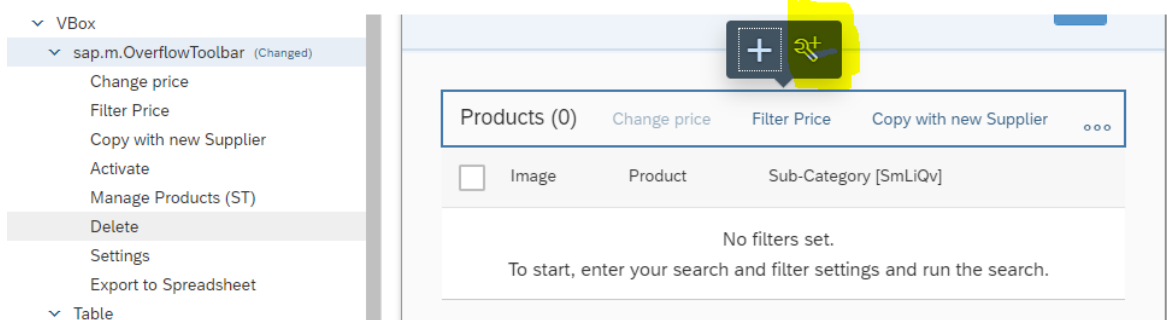 VBox
sap.m.OverflowToolbar (Changed)
Change price
Filter Price
Copy with new Supplier
Activate
Manage Products (ST)
Delete
Settings
Export to Spreadsheet
Table
Products (0) Change price Filter Price Copy with new Supplier
Image Product Sub-Category [SmLiQv]
No filters set.
To start, enter your search and filter settings and run the search.